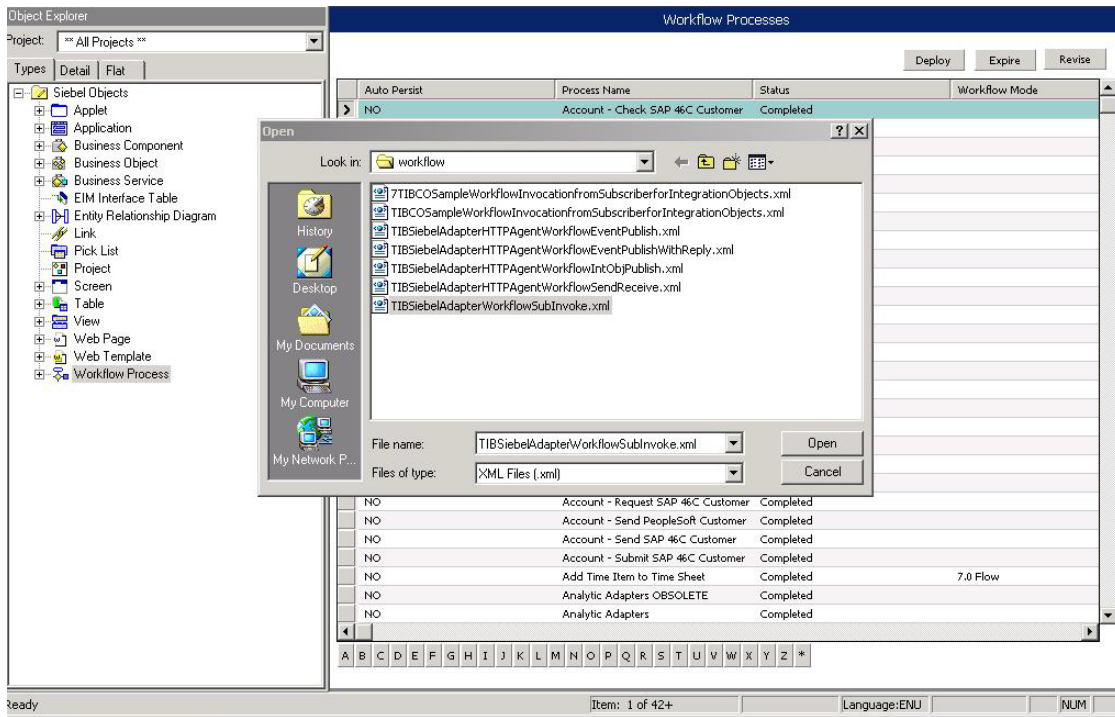 Object Explorer
Project: ** All Projects **
Types Detail Flat
Siebel Objects
Applet
Application
Business Component
Business Object
Business Service
EIM Interface Table
Entity Relationship Diagram
Link
Pick List
Project
Screen
Table
View
Web Page
Web Template
Workflow Process
Workflow Processes
Deploy Expire Revise
Auto Persist Process Name Status Workflow Mode
NO Account - Check SAP 46C Customer Completed
Open
Look in: workflow
History
Desktop
My Documents
My Computer
My Network P...
7TIBCOSampleWorkflowInvocationfromSubscriberforIntegrationObjects.xml
TIBCOSampleWorkflowInvocationfromSubscriberforIntegrationObjects.xml
TIBSiebelAdapterHTTPAgentWorkflowEventPublish.xml
TIBSiebelAdapterHTTPAgentWorkflowEventPublishWithReply.xml
TIBSiebelAdapterHTTPAgentWorkflowIntObjPublish.xml
TIBSiebelAdapterHTTPAgentWorkflowSendReceive.xml
TIBSiebelAdapterWorkflowSubInvoke.xml
File name: TIBSiebelAdapterWorkflowSubInvoke.xml Open
Files of type: XML Files (.xml) Cancel
NO Account - Request SAP 46C Customer Completed
NO Account - Send PeopleSoft Customer Completed
NO Account - Send SAP 46C Customer Completed
NO Account - Submit SAP 46C Customer Completed
NO Add Time Item to Time Sheet Completed 7.0 Flow
NO Analytic Adapters OBSOLETE Completed
NO Analytic Adapters Completed
A B C D E F G H I J K L M N O P Q R S T U V W X Y Z *
Ready Item: 1 of 42+ Language:ENU NUM